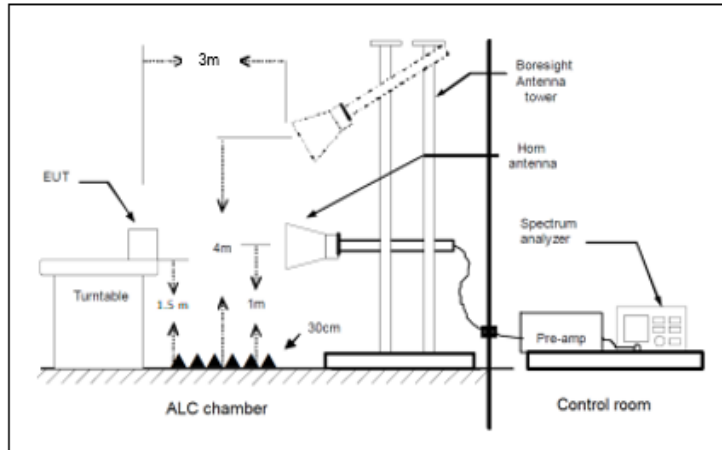 3m
Boresight
Antenna
tower
Horn
antenna
EUT
Spectrum
analyzer
4m
Turntable
1.5 m
1m
30cm
Pre-amp
ALC chamber
Control room